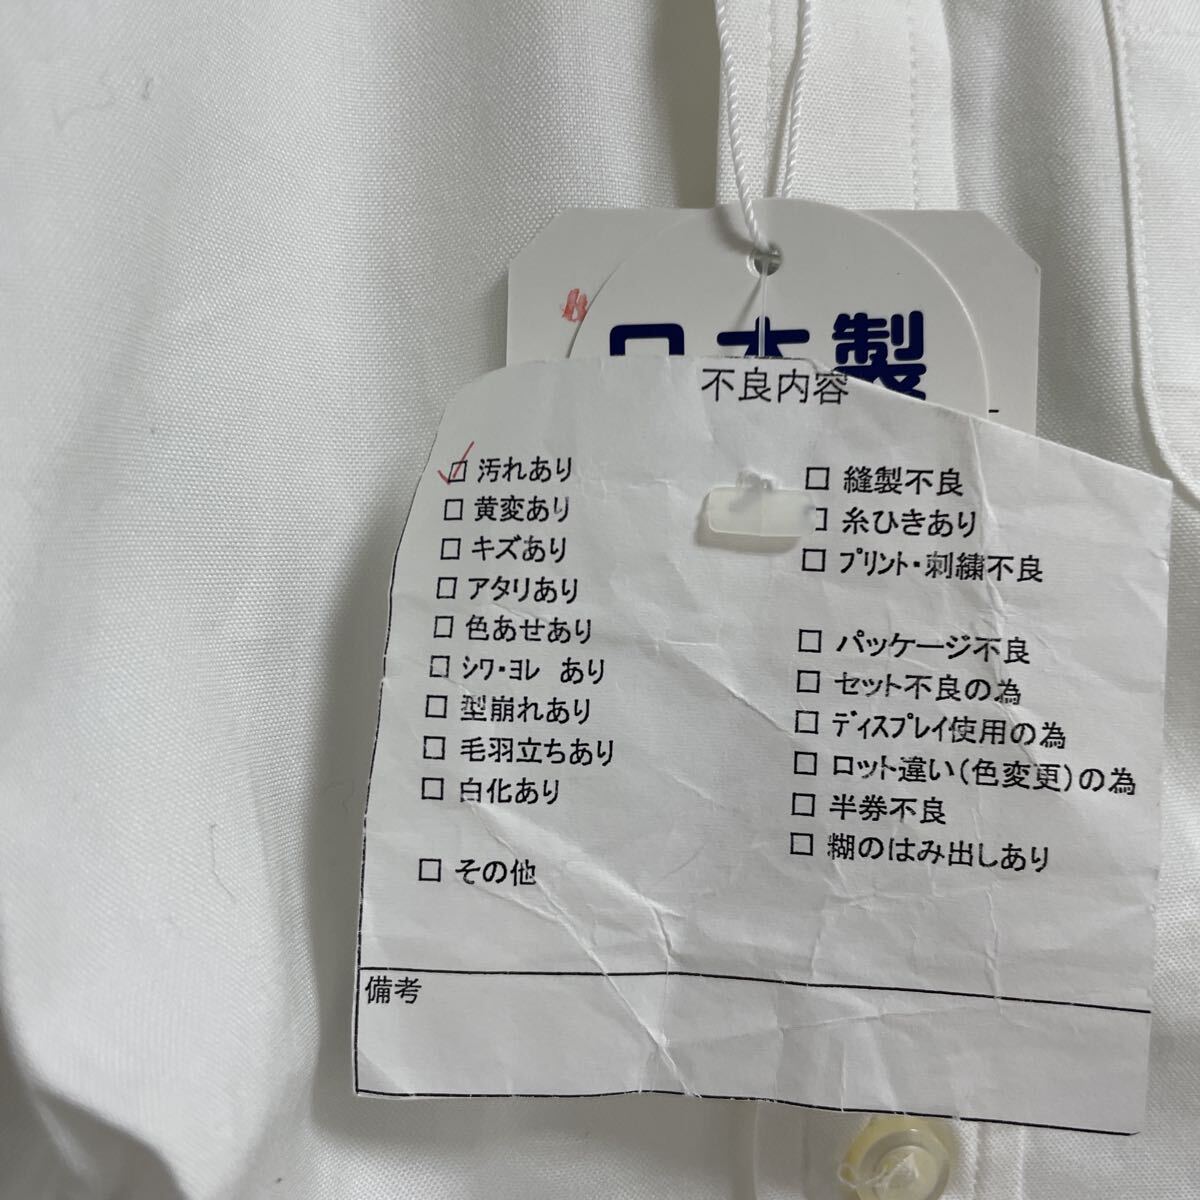 日本製
不良内容
□ 汚れあり
□ 黄変あり
□ キズあり
□ アタリあり
□ 色あせあり
□ シワ・ヨレ あり
□ 型崩れあり
□ 毛羽立ちあり
□ 白化あり
□ その他
□ 縫製不良
□ 糸ひきあり
□ プリント・刺繍不良
□ パッケージ不良
□ セット不良の為
□ ディスプレイ使用の為
□ ロット違い(色変更)の為
□ 半券不良
□ 糊のはみ出しあり
備考